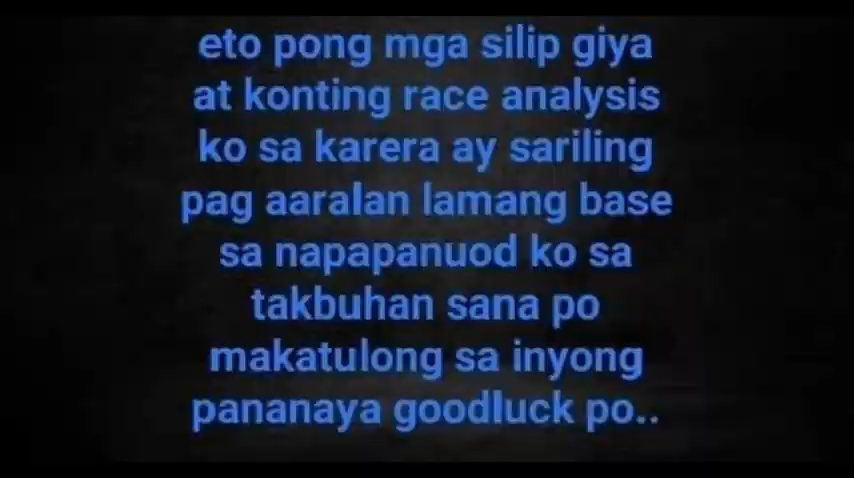 eto pong mga silip giya
at konting race analysis
ko sa karera ay sariling
pag aaralan lamang base
sa napapanuod ko sa
takbuhan sana po
makatulong sa inyong
pananaya goodluck po..